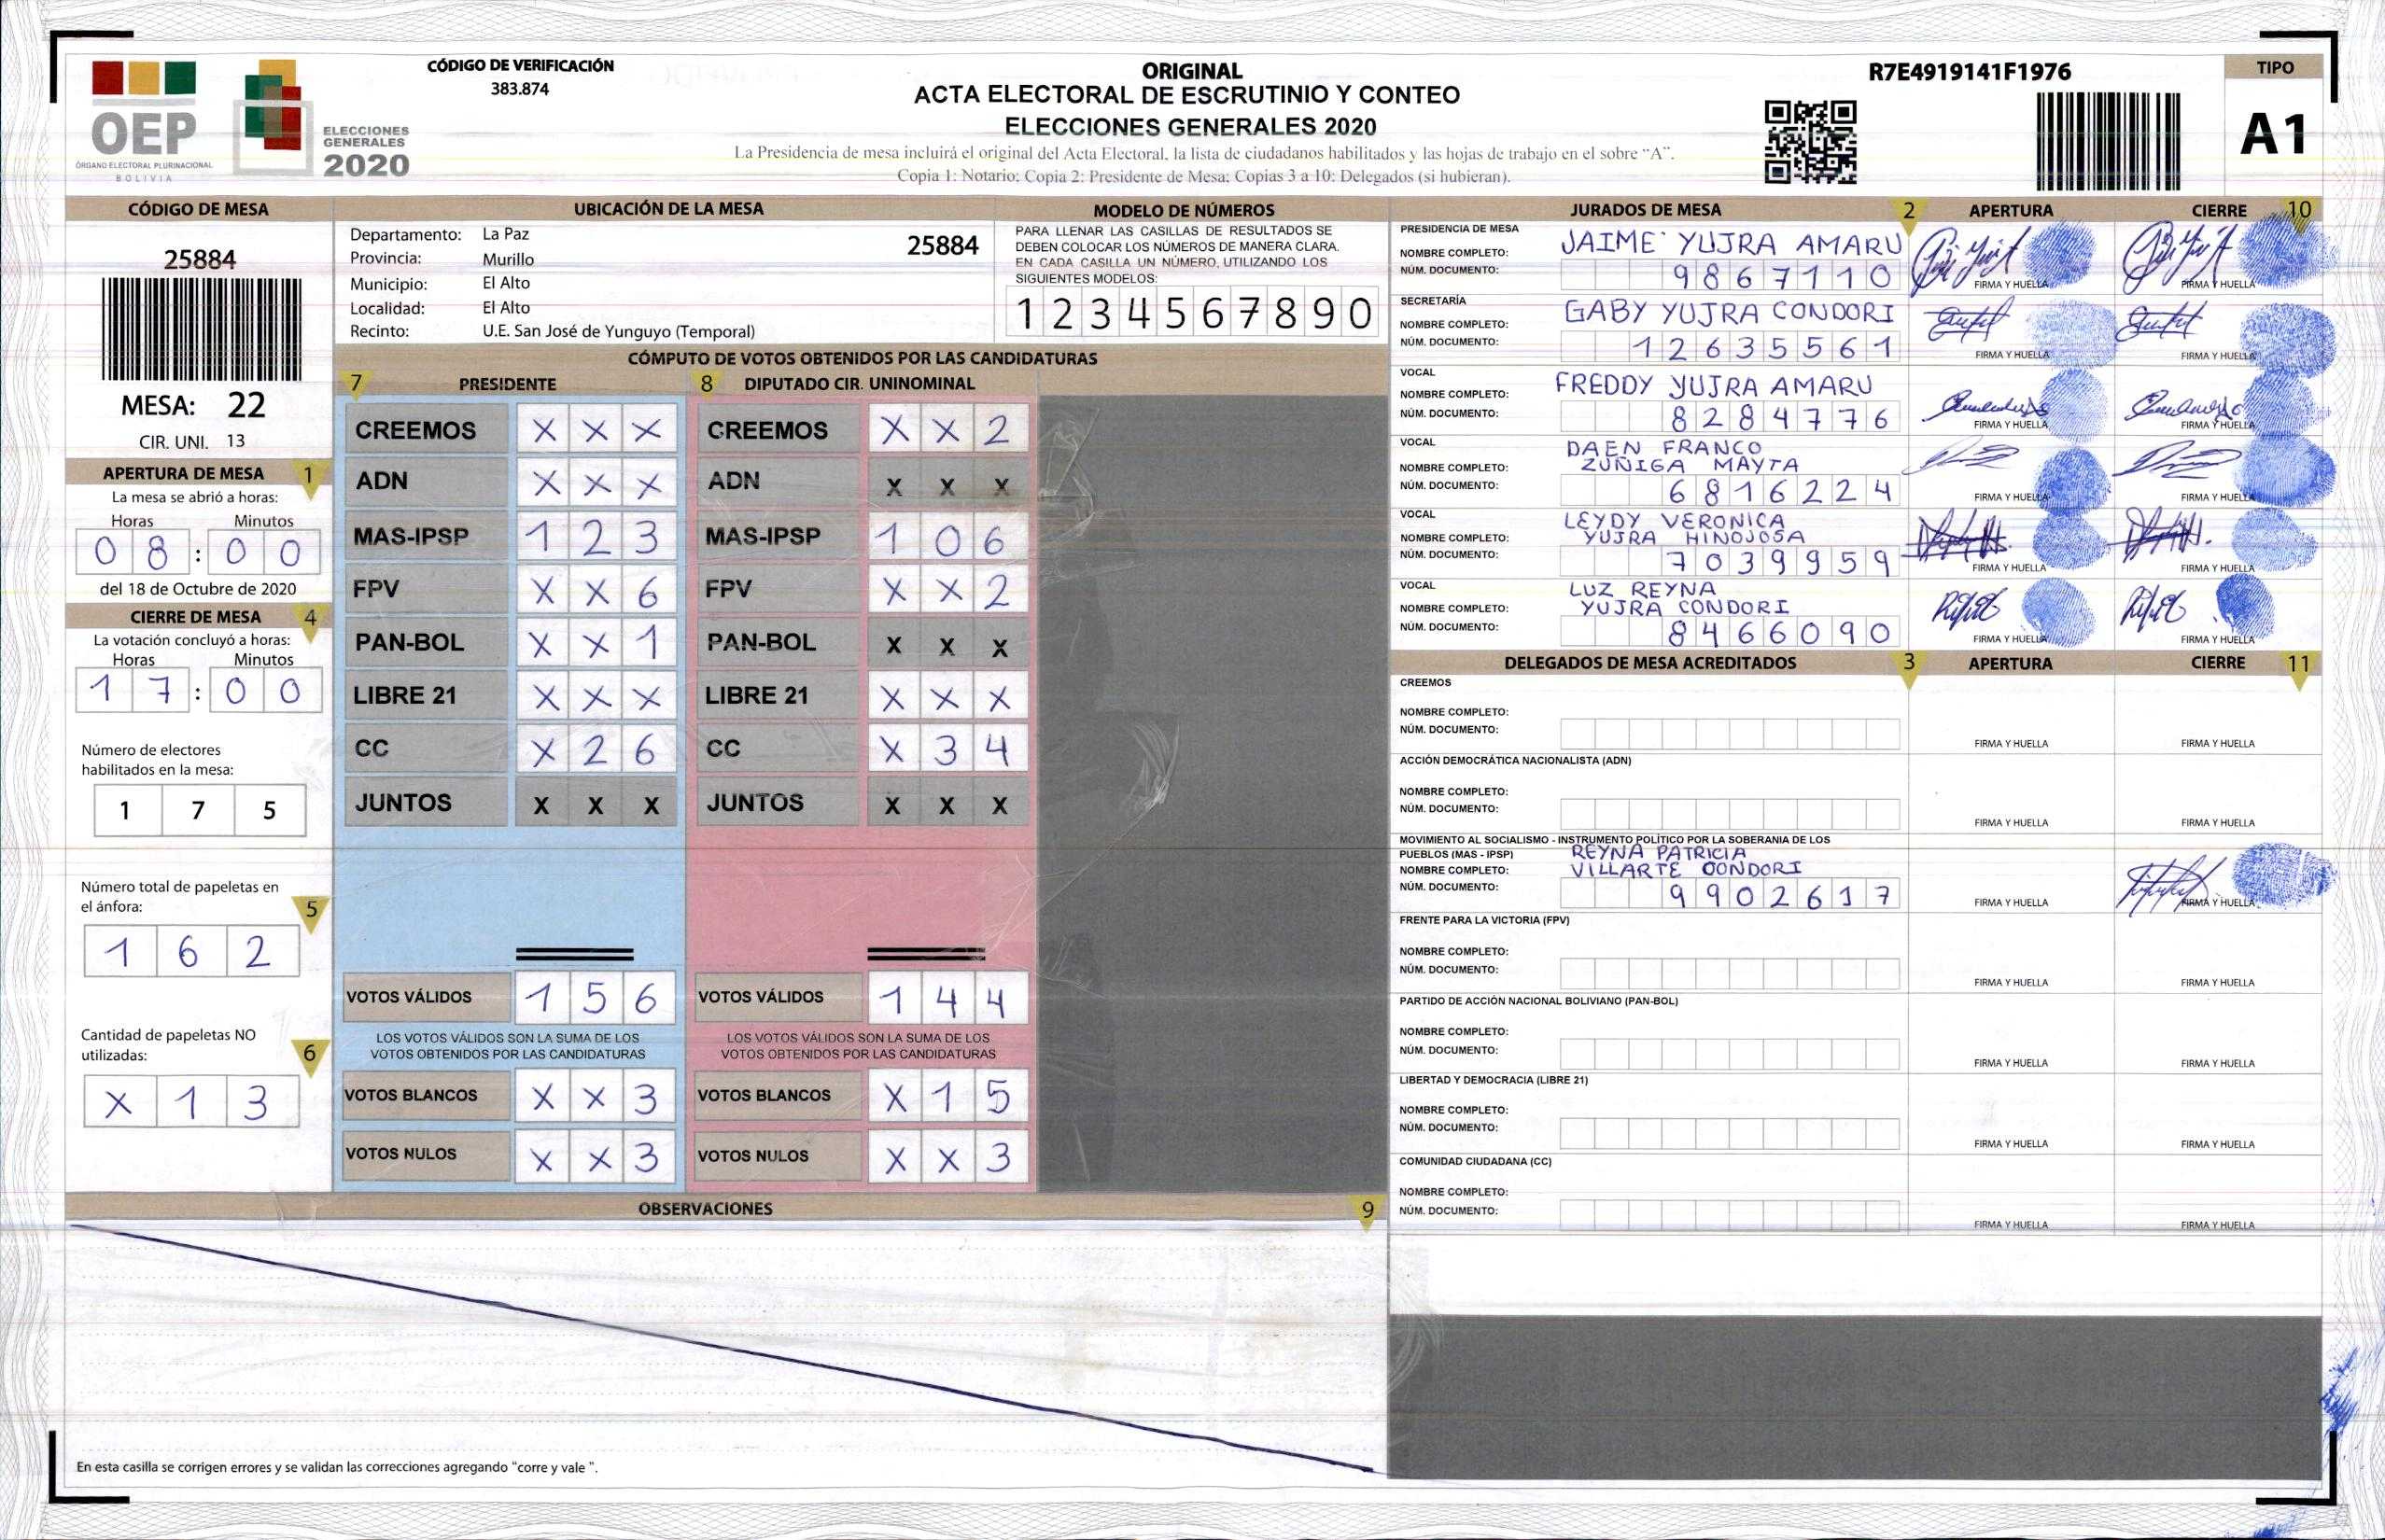 OEP
ÓRGANO ELECTORAL PLURINACIONAL
BOLIVIA
ELECCIONES
GENERALES
2020
CÓDIGO DE VERIFICACIÓN
383.874
ORIGINAL
ACTA ELECTORAL DE ESCRUTINIO Y CONTEO
ELECCIONES GENERALES 2020
La Presidencia de mesa incluirá el original del Acta Electoral, la lista de ciudadanos habilitados y las hojas de trabajo en el sobre “A”.
Copia 1: Notario; Copia 2: Presidente de Mesa; Copias 3 a 10: Delegados (si hubieran).
R7E4919141F1976
TIPO
A1
CÓDIGO DE MESA
25884
MESA: 22
CIR. UNI. 13
APERTURA DE MESA 1
La mesa se abrió a horas:
Horas Minutos
0 8 : 0 0
del 18 de Octubre de 2020
CIERRE DE MESA 4
La votación concluyó a horas:
Horas Minutos
1 7 : 0 0
Número de electores
habilitados en la mesa:
1 7 5
Número total de papeletas en
el ánfora:
5
1 6 2
Cantidad de papeletas NO
utilizadas:
6
X 1 3
UBICACIÓN DE LA MESA
Departamento: La Paz
25884
Provincia: Murillo
Municipio: El Alto
Localidad: El Alto
Recinto: U.E. San José de Yunguyo (Temporal)
MODELO DE NÚMEROS
PARA LLENAR LAS CASILLAS DE RESULTADOS SE
DEBEN COLOCAR LOS NÚMEROS DE MANERA CLARA.
EN CADA CASILLA UN NÚMERO, UTILIZANDO LOS
SIGUIENTES MODELOS:
1 2 3 4 5 6 7 8 9 0
CÓMPUTO DE VOTOS OBTENIDOS POR LAS CANDIDATURAS
7 PRESIDENTE
CREEMOS X X X
ADN X X X
MAS-IPSP 1 2 3
FPV X X 6
PAN-BOL X X 1
LIBRE 21 X X X
CC X 2 6
JUNTOS X X X
VOTOS VÁLIDOS 1 5 6
LOS VOTOS VÁLIDOS SON LA SUMA DE LOS
VOTOS OBTENIDOS POR LAS CANDIDATURAS
VOTOS BLANCOS X X 3
VOTOS NULOS X X 3
8 DIPUTADO CIR. UNINOMINAL
CREEMOS X X 2
ADN X X X
MAS-IPSP 1 0 6
FPV X X 2
PAN-BOL X X X
LIBRE 21 X X X
CC X 3 4
JUNTOS X X X
VOTOS VÁLIDOS 1 4 4
LOS VOTOS VÁLIDOS SON LA SUMA DE LOS
VOTOS OBTENIDOS POR LAS CANDIDATURAS
VOTOS BLANCOS X 1 5
VOTOS NULOS X X 3
OBSERVACIONES 9
En esta casilla se corrigen errores y se validan las correcciones agregando "corre y vale ".
JURADOS DE MESA 2 APERTURA CIERRE 10
PRESIDENCIA DE MESA
NOMBRE COMPLETO: JAIME YUJRA AMARU
NÚM. DOCUMENTO: 9867110
FIRMA Y HUELLA FIRMA Y HUELLA
SECRETARÍA
NOMBRE COMPLETO: GABY YUJRA CONDORI
NÚM. DOCUMENTO: 12635561
FIRMA Y HUELLA FIRMA Y HUELLA
VOCAL
NOMBRE COMPLETO: FREDDY YUJRA AMARU
NÚM. DOCUMENTO: 8284776
FIRMA Y HUELLA FIRMA Y HUELLA
VOCAL
DAEN FRANCO
NOMBRE COMPLETO: ZUÑIGA MAYTA
NÚM. DOCUMENTO: 6816224
FIRMA Y HUELLA FIRMA Y HUELLA
VOCAL
LEYDY VERONICA
NOMBRE COMPLETO: YUJRA HINOJOSA
NÚM. DOCUMENTO: 7039959
FIRMA Y HUELLA FIRMA Y HUELLA
VOCAL
LUZ REYNA
NOMBRE COMPLETO: YUJRA CONDORI
NÚM. DOCUMENTO: 8466090
FIRMA Y HUELLA FIRMA Y HUELLA
DELEGADOS DE MESA ACREDITADOS 3 APERTURA CIERRE 11
CREEMOS
NOMBRE COMPLETO:
NÚM. DOCUMENTO:
FIRMA Y HUELLA FIRMA Y HUELLA
ACCIÓN DEMOCRÁTICA NACIONALISTA (ADN)
NOMBRE COMPLETO:
NÚM. DOCUMENTO:
FIRMA Y HUELLA FIRMA Y HUELLA
MOVIMIENTO AL SOCIALISMO - INSTRUMENTO POLÍTICO POR LA SOBERANIA DE LOS
PUEBLOS (MAS - IPSP) REYNA PATRICIA
NOMBRE COMPLETO: VILLARTE CONDORI
NÚM. DOCUMENTO: 9902617
FIRMA Y HUELLA FIRMA Y HUELLA
FRENTE PARA LA VICTORIA (FPV)
NOMBRE COMPLETO:
NÚM. DOCUMENTO:
FIRMA Y HUELLA FIRMA Y HUELLA
PARTIDO DE ACCIÓN NACIONAL BOLIVIANO (PAN-BOL)
NOMBRE COMPLETO:
NÚM. DOCUMENTO:
FIRMA Y HUELLA FIRMA Y HUELLA
LIBERTAD Y DEMOCRACIA (LIBRE 21)
NOMBRE COMPLETO:
NÚM. DOCUMENTO:
FIRMA Y HUELLA FIRMA Y HUELLA
COMUNIDAD CIUDADANA (CC)
NOMBRE COMPLETO:
NÚM. DOCUMENTO:
FIRMA Y HUELLA FIRMA Y HUELLA